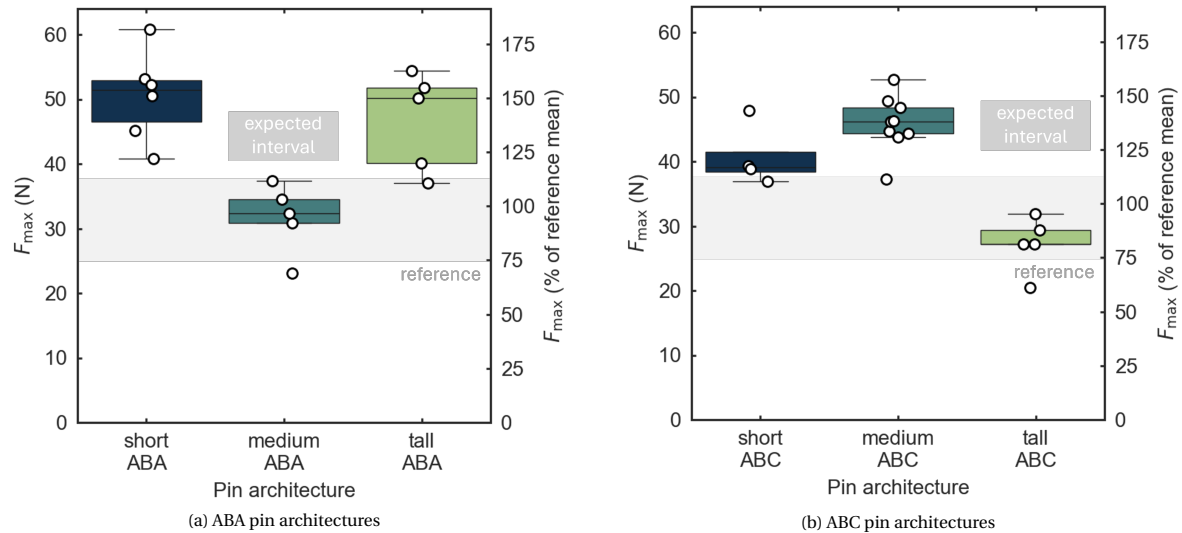 60
50
40
30
20
10
0
F_max (N)
expected
interval
reference
175
150
125
100
75
50
25
0
F_max (% of reference mean)
short
ABA
medium
ABA
tall
ABA
Pin architecture
(a) ABA pin architectures
60
50
40
30
20
10
0
F_max (N)
expected
interval
reference
175
150
125
100
75
50
25
0
F_max (% of reference mean)
short
ABC
medium
ABC
tall
ABC
Pin architecture
(b) ABC pin architectures